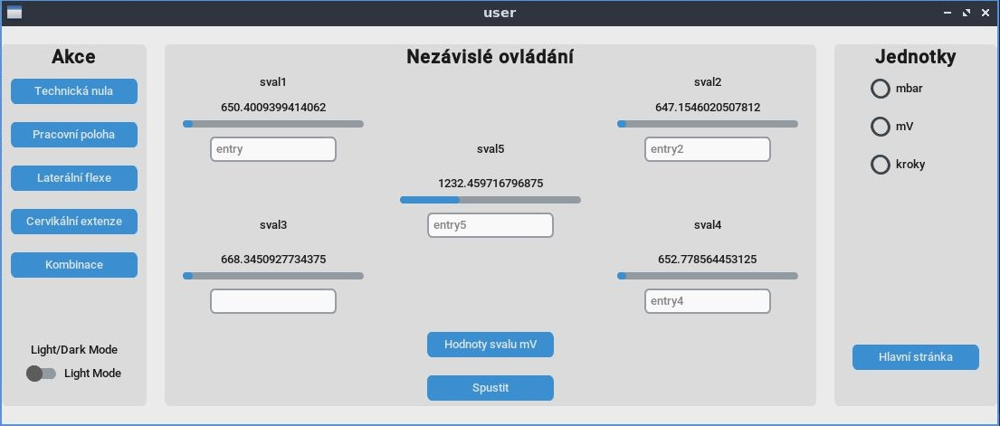 user
Akce
Technická nula
Pracovní poloha
Laterální flexe
Cervikální extenze
Kombinace
Light/Dark Mode
Light Mode
Nezávislé ovládání
sval1
650.4009399414062
entry
sval2
647.1546020507812
entry2
sval5
1232.459716796875
entry5
sval3
668.3450927734375
sval4
652.778564453125
entry4
Hodnoty svalu mV
Spustit
Jednotky
mbar
mV
kroky
Hlavní stránka